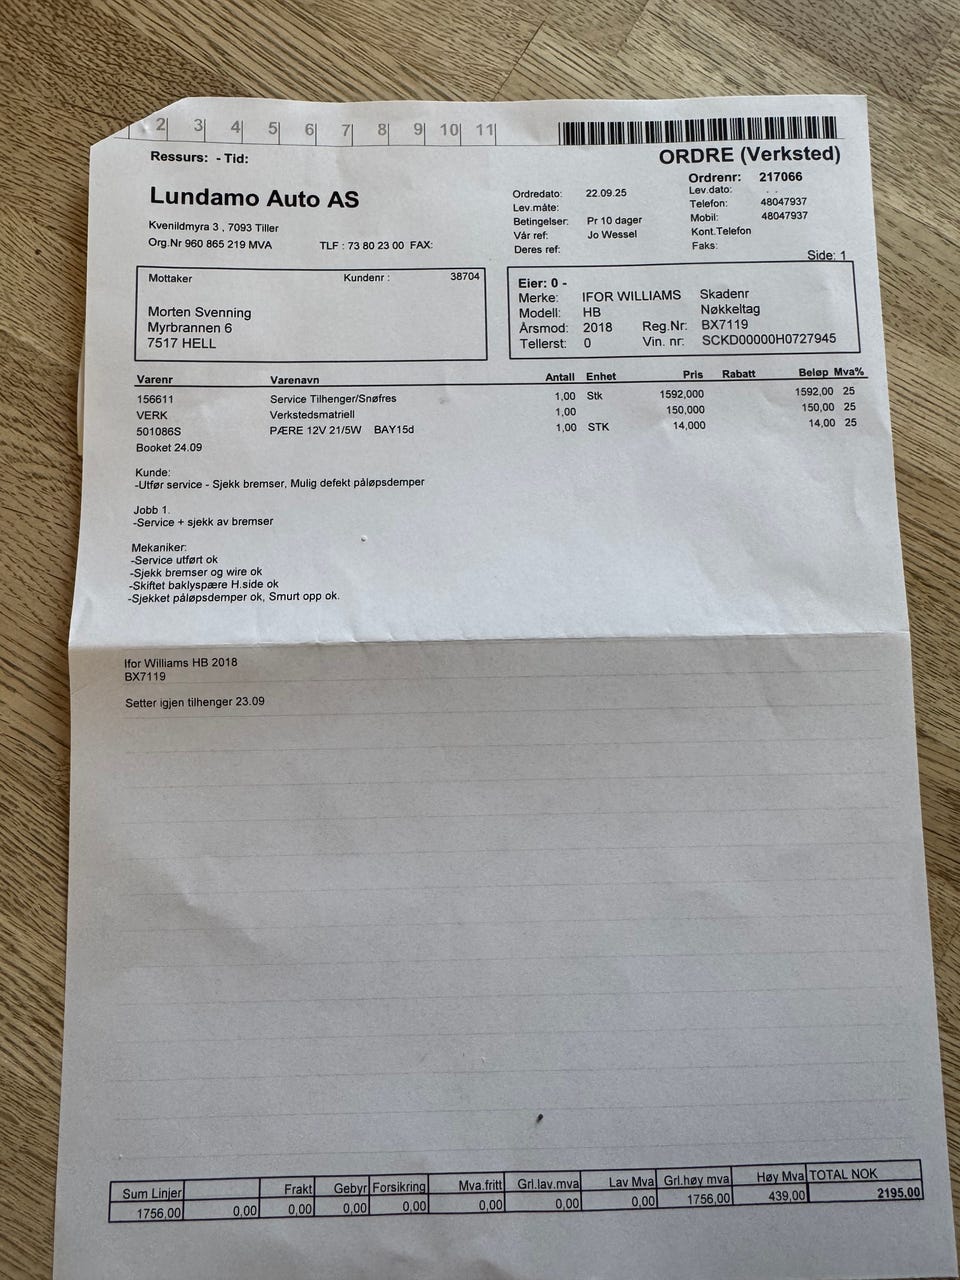 2 3 4 5 6 7 8 9 10 11
Ressurs: - Tid:
ORDRE (Verksted)
Lundamo Auto AS
Kvenildmyra 3 , 7093 Tiller
Org.Nr 960 865 219 MVA TLF : 73 80 23 00 FAX:
Ordredato: 22.09.25
Lev.måte:
Betingelser: Pr 10 dager
Vår ref: Jo Wessel
Deres ref:
Ordrenr: 217066
Lev.dato: . .
Telefon: 48047937
Mobil: 48047937
Kont.Telefon
Faks:
Side: 1
Mottaker Kundenr : 38704
Morten Svenning
Myrbrannen 6
7517 HELL
Eier: 0 -
Merke: IFOR WILLIAMS Skadenr
Modell: HB Nøkkeltag
Årsmod: 2018 Reg.Nr: BX7119
Tellerst: 0 Vin. nr: SCKD00000H0727945
Varenr Varenavn Antall Enhet Pris Rabatt Beløp Mva%
156611 Service Tilhenger/Snøfres 1,00 Stk 1592,000 1592,00 25
VERK Verkstedsmatriell 1,00 150,000 150,00 25
501086S PÆRE 12V 21/5W BAY15d 1,00 STK 14,000 14,00 25
Booket 24.09
Kunde:
-Utfør service - Sjekk bremser, Mulig defekt påløpsdemper
Jobb 1.
-Service + sjekk av bremser
Mekaniker:
-Service utført ok
-Sjekk bremser og wire ok
-Skiftet baklyspære H.side ok
-Sjekket påløpsdemper ok, Smurt opp ok.
Ifor Williams HB 2018
BX7119
Setter igjen tilhenger 23.09
Sum Linjer Frakt Gebyr Forsikring Mva.fritt Grl.lav.mva Lav Mva Grl.høy mva Høy Mva TOTAL NOK
1756,00 0,00 0,00 0,00 0,00 0,00 0,00 0,00 1756,00 439,00 2195,00